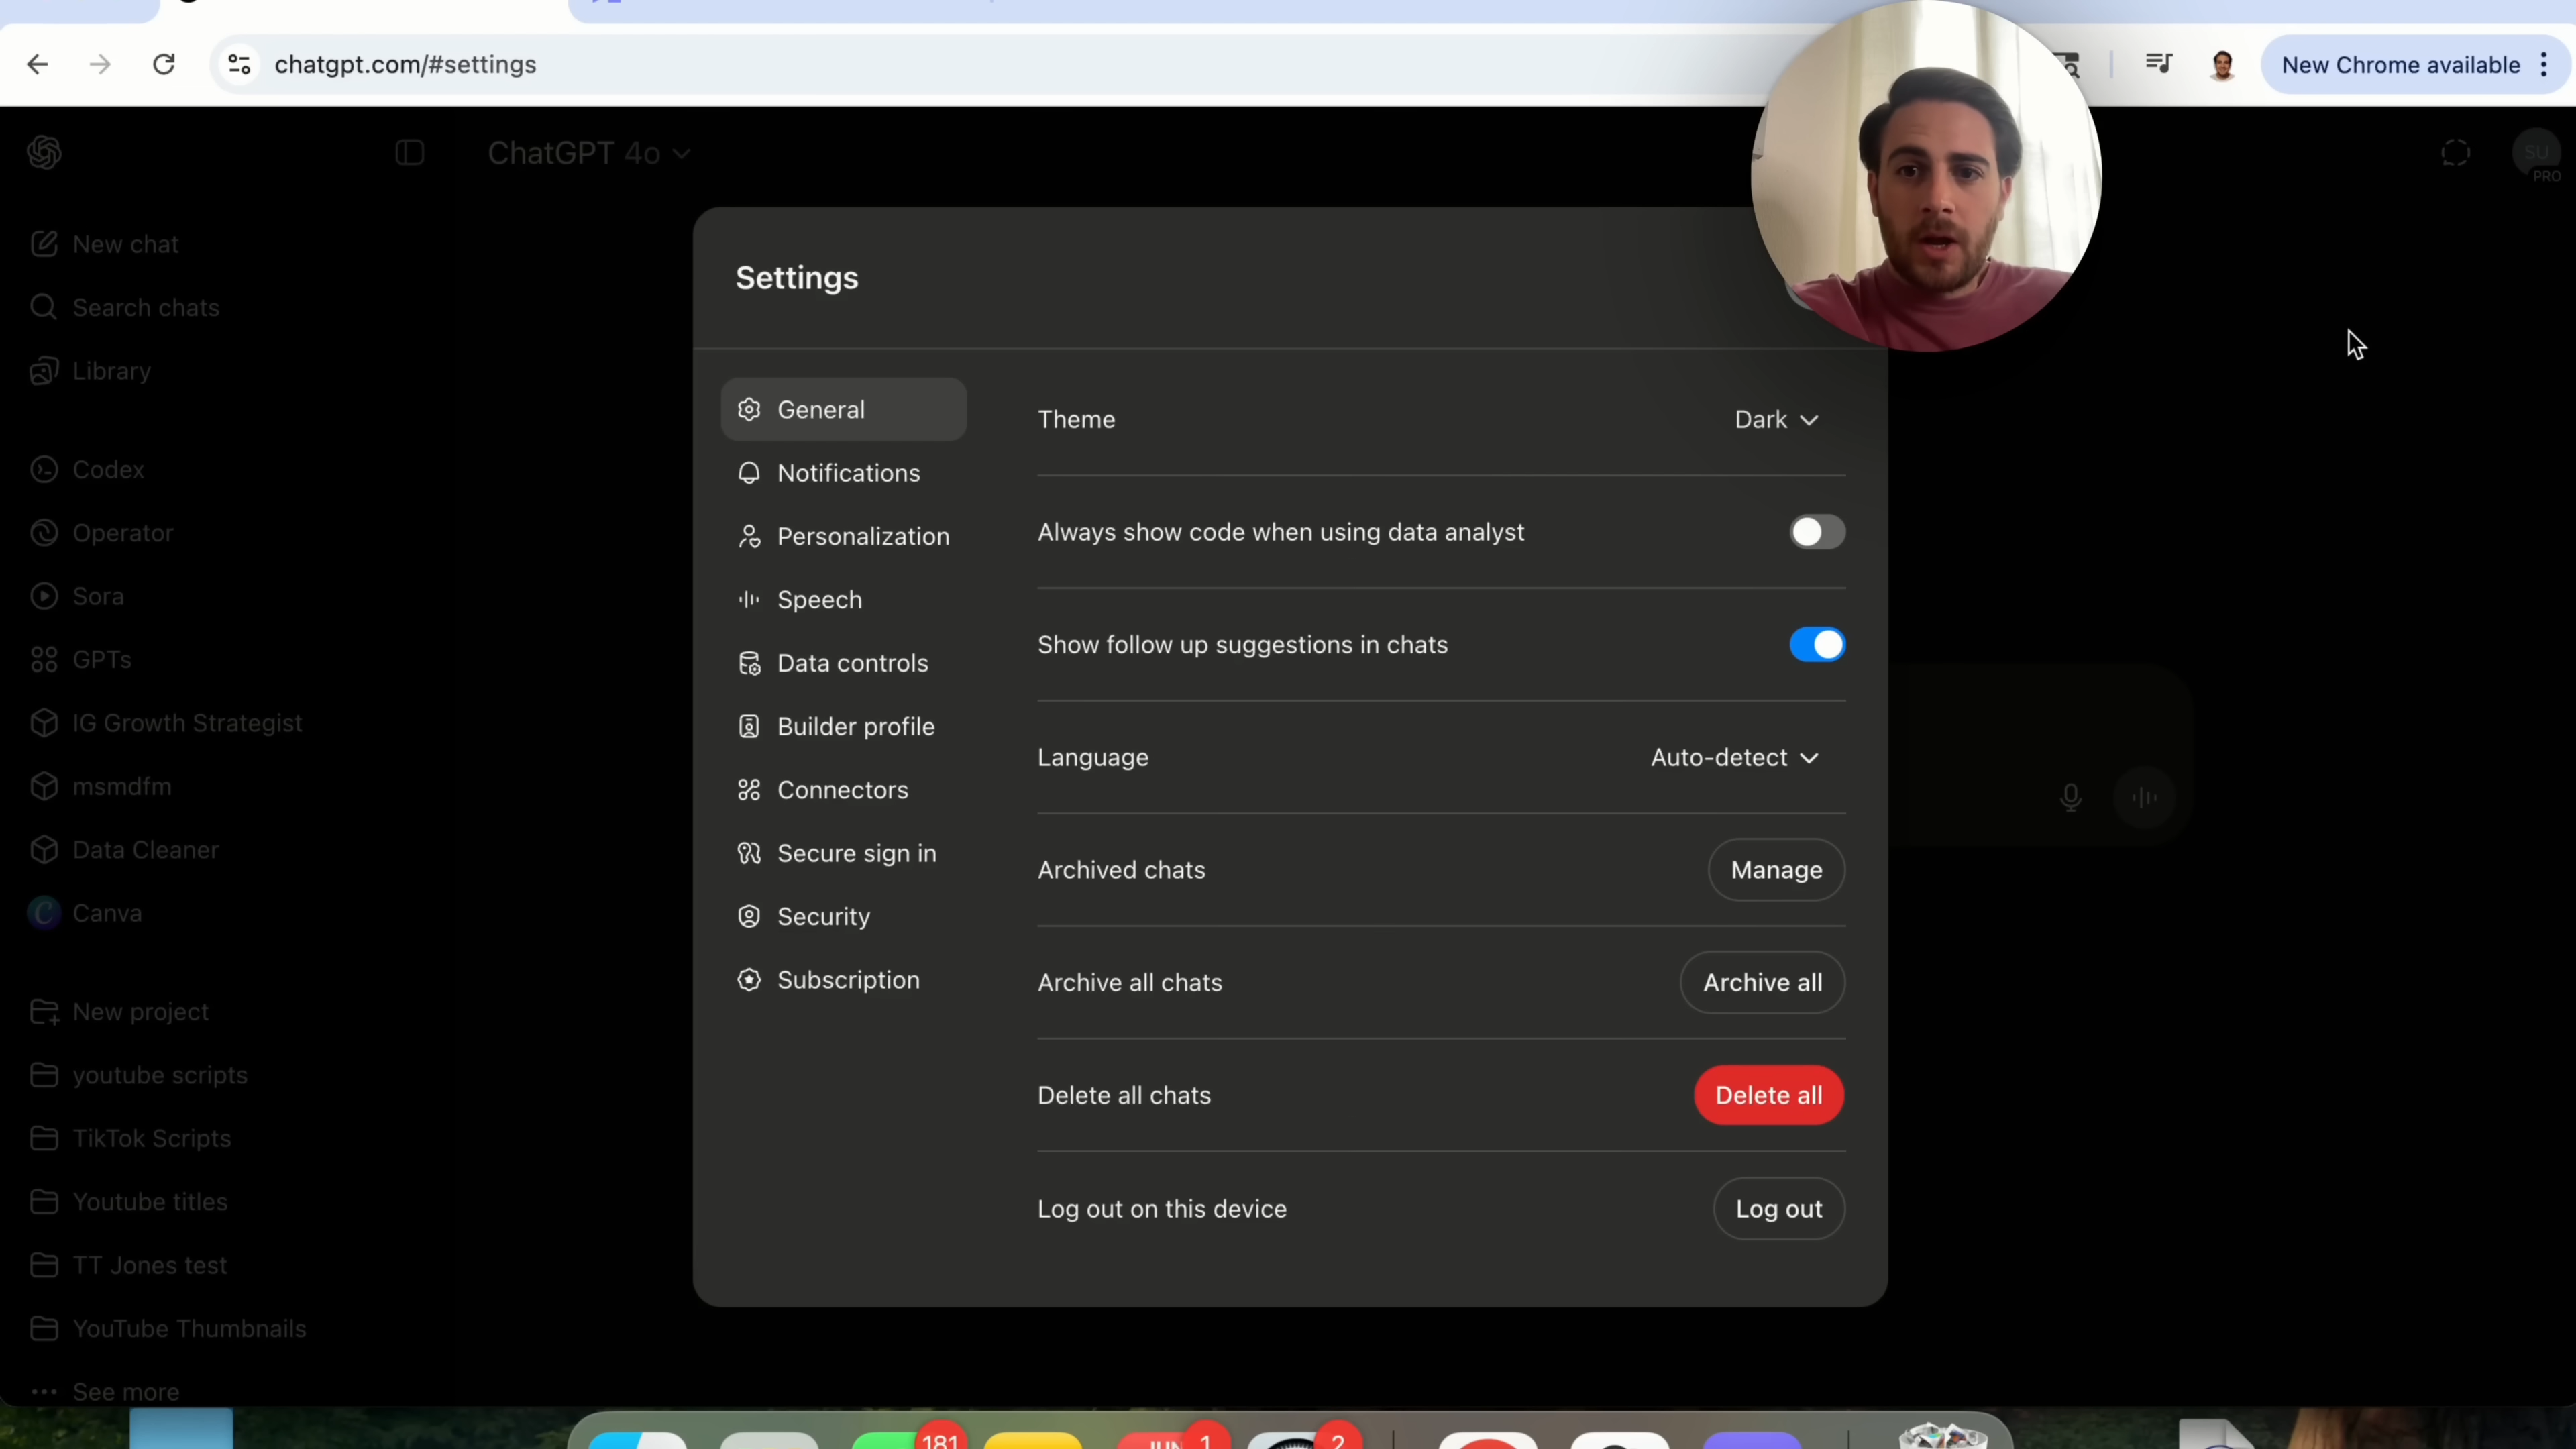 chatgpt.com/#settings
New Chrome available
ChatGPT 4o
SU
PRO
New chat
Search chats
Library
Codex
Operator
Sora
GPTs
IG Growth Strategist
msmdfm
Data Cleaner
Canva
New project
youtube scripts
TikTok Scripts
Youtube titles
TT Jones test
YouTube Thumbnails
See more
Settings
General
Notifications
Personalization
Speech
Data controls
Builder profile
Connectors
Secure sign in
Security
Subscription
Theme
Dark
Always show code when using data analyst
Show follow up suggestions in chats
Language
Auto-detect
Archived chats
Manage
Archive all chats
Archive all
Delete all chats
Delete all
Log out on this device
Log out
181
JUN
1
2